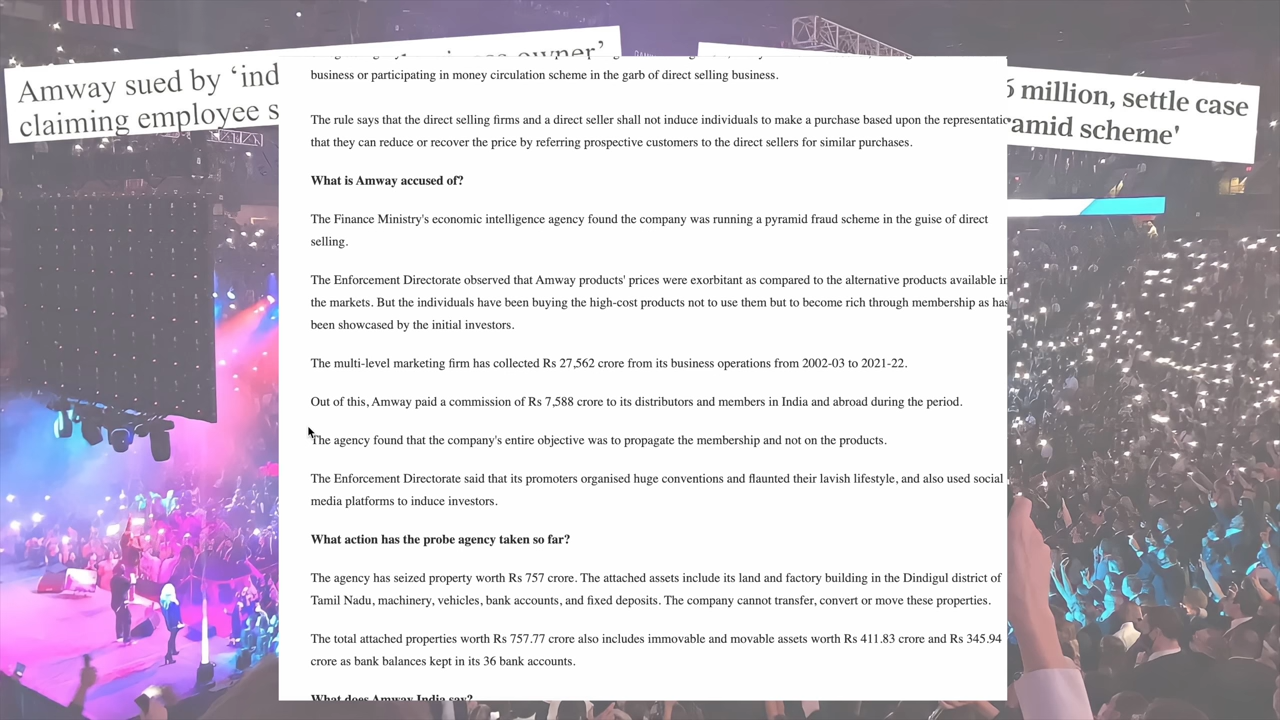 Amway sued by ‘ind
claiming employee s
6 million, settle case
ramid scheme'
business or participating in money circulation scheme in the garb of direct selling business.
The rule says that the direct selling firms and a direct seller shall not induce individuals to make a purchase based upon the representatio
that they can reduce or recover the price by referring prospective customers to the direct sellers for similar purchases.
What is Amway accused of?
The Finance Ministry's economic intelligence agency found the company was running a pyramid fraud scheme in the guise of direct
selling.
The Enforcement Directorate observed that Amway products' prices were exorbitant as compared to the alternative products available in
the markets. But the individuals have been buying the high-cost products not to use them but to become rich through membership as has
been showcased by the initial investors.
The multi-level marketing firm has collected Rs 27,562 crore from its business operations from 2002-03 to 2021-22.
Out of this, Amway paid a commission of Rs 7,588 crore to its distributors and members in India and abroad during the period.
The agency found that the company's entire objective was to propagate the membership and not on the products.
The Enforcement Directorate said that its promoters organised huge conventions and flaunted their lavish lifestyle, and also used social
media platforms to induce investors.
What action has the probe agency taken so far?
The agency has seized property worth Rs 757 crore. The attached assets include its land and factory building in the Dindigul district of
Tamil Nadu, machinery, vehicles, bank accounts, and fixed deposits. The company cannot transfer, convert or move these properties.
The total attached properties worth Rs 757.77 crore also includes immovable and movable assets worth Rs 411.83 crore and Rs 345.94
crore as bank balances kept in its 36 bank accounts.
What does Amway India say?